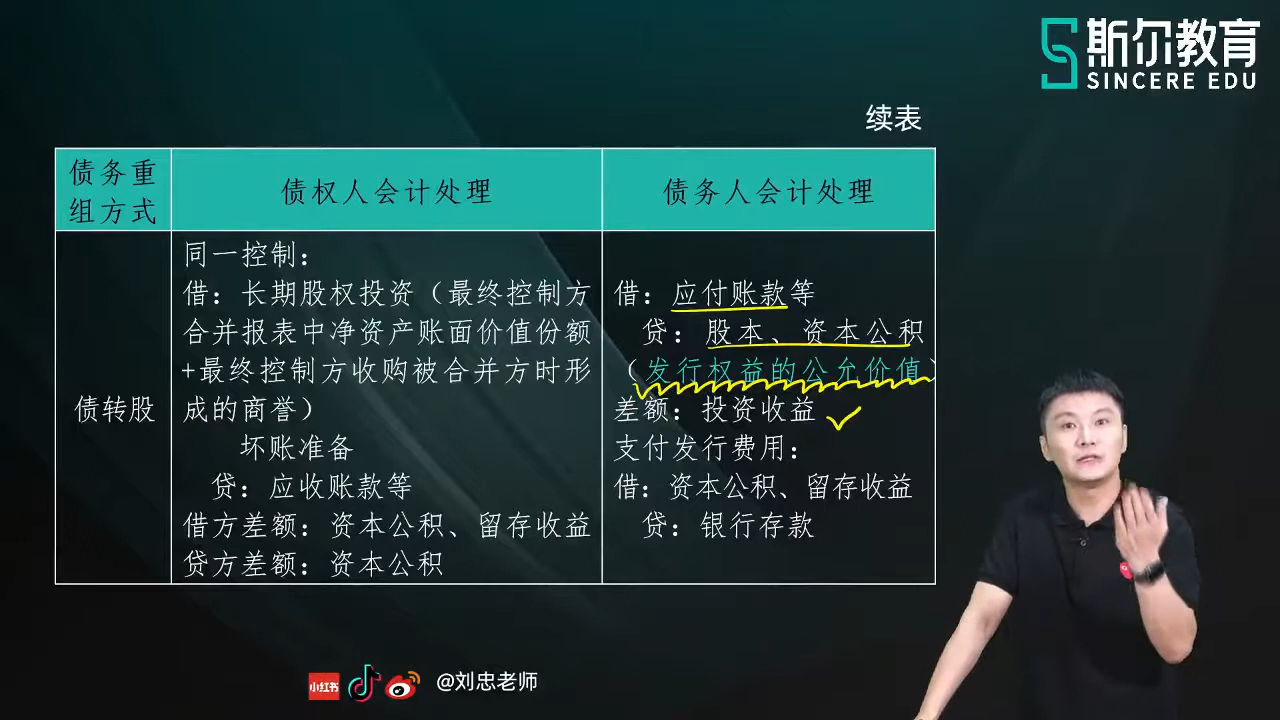 斯尔教育
SINCERE EDU
续表
债务重
组方式
债权人会计处理
债务人会计处理
债转股
同一控制：
借：长期股权投资（最终控制方
合并报表中净资产账面价值份额
+最终控制方收购被合并方时形
成的商誉）
坏账准备
贷：应收账款等
借方差额：资本公积、留存收益
贷方差额：资本公积
借：应付账款等
贷：股本、资本公积
（发行权益的公允价值）
差额：投资收益
支付发行费用：
借：资本公积、留存收益
贷：银行存款
小红书
@刘忠老师